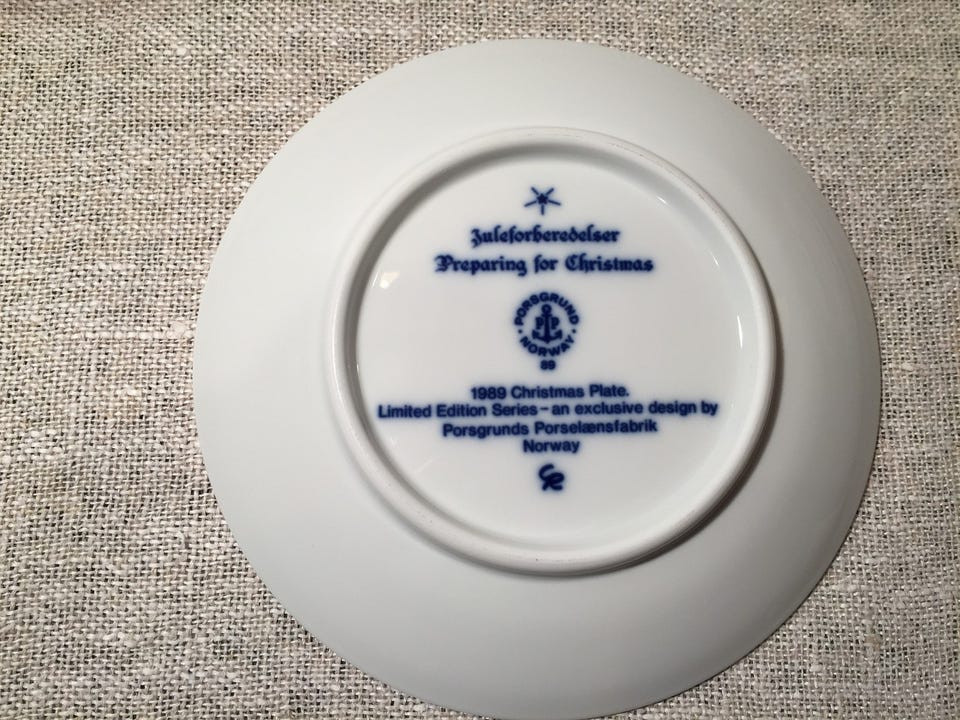 Juleforberedelser
Preparing for Christmas
PORSGRUND
PP
NORWAY
89
1989 Christmas Plate.
Limited Edition Series – an exclusive design by
Porsgrunds Porselænsfabrik
Norway